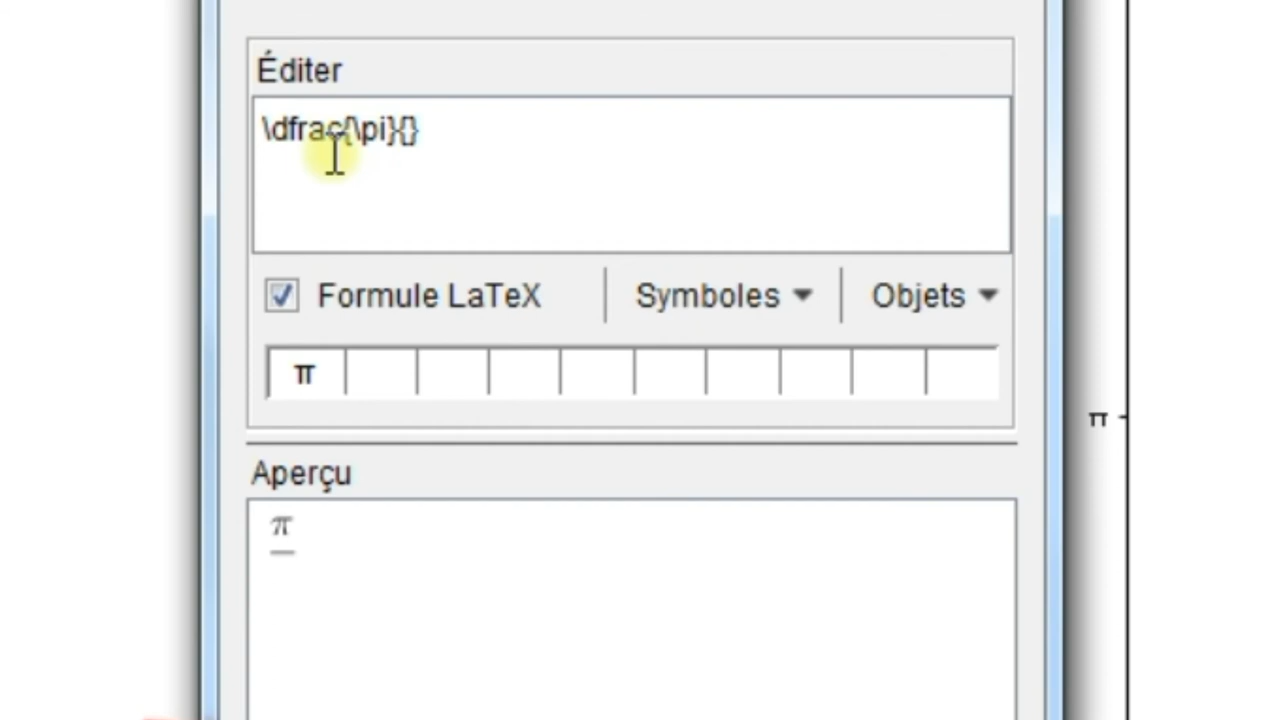 Éditer
\dfrac{\pi}{}
Formule LaTeX Symboles Objets
π
π
Aperçu
π